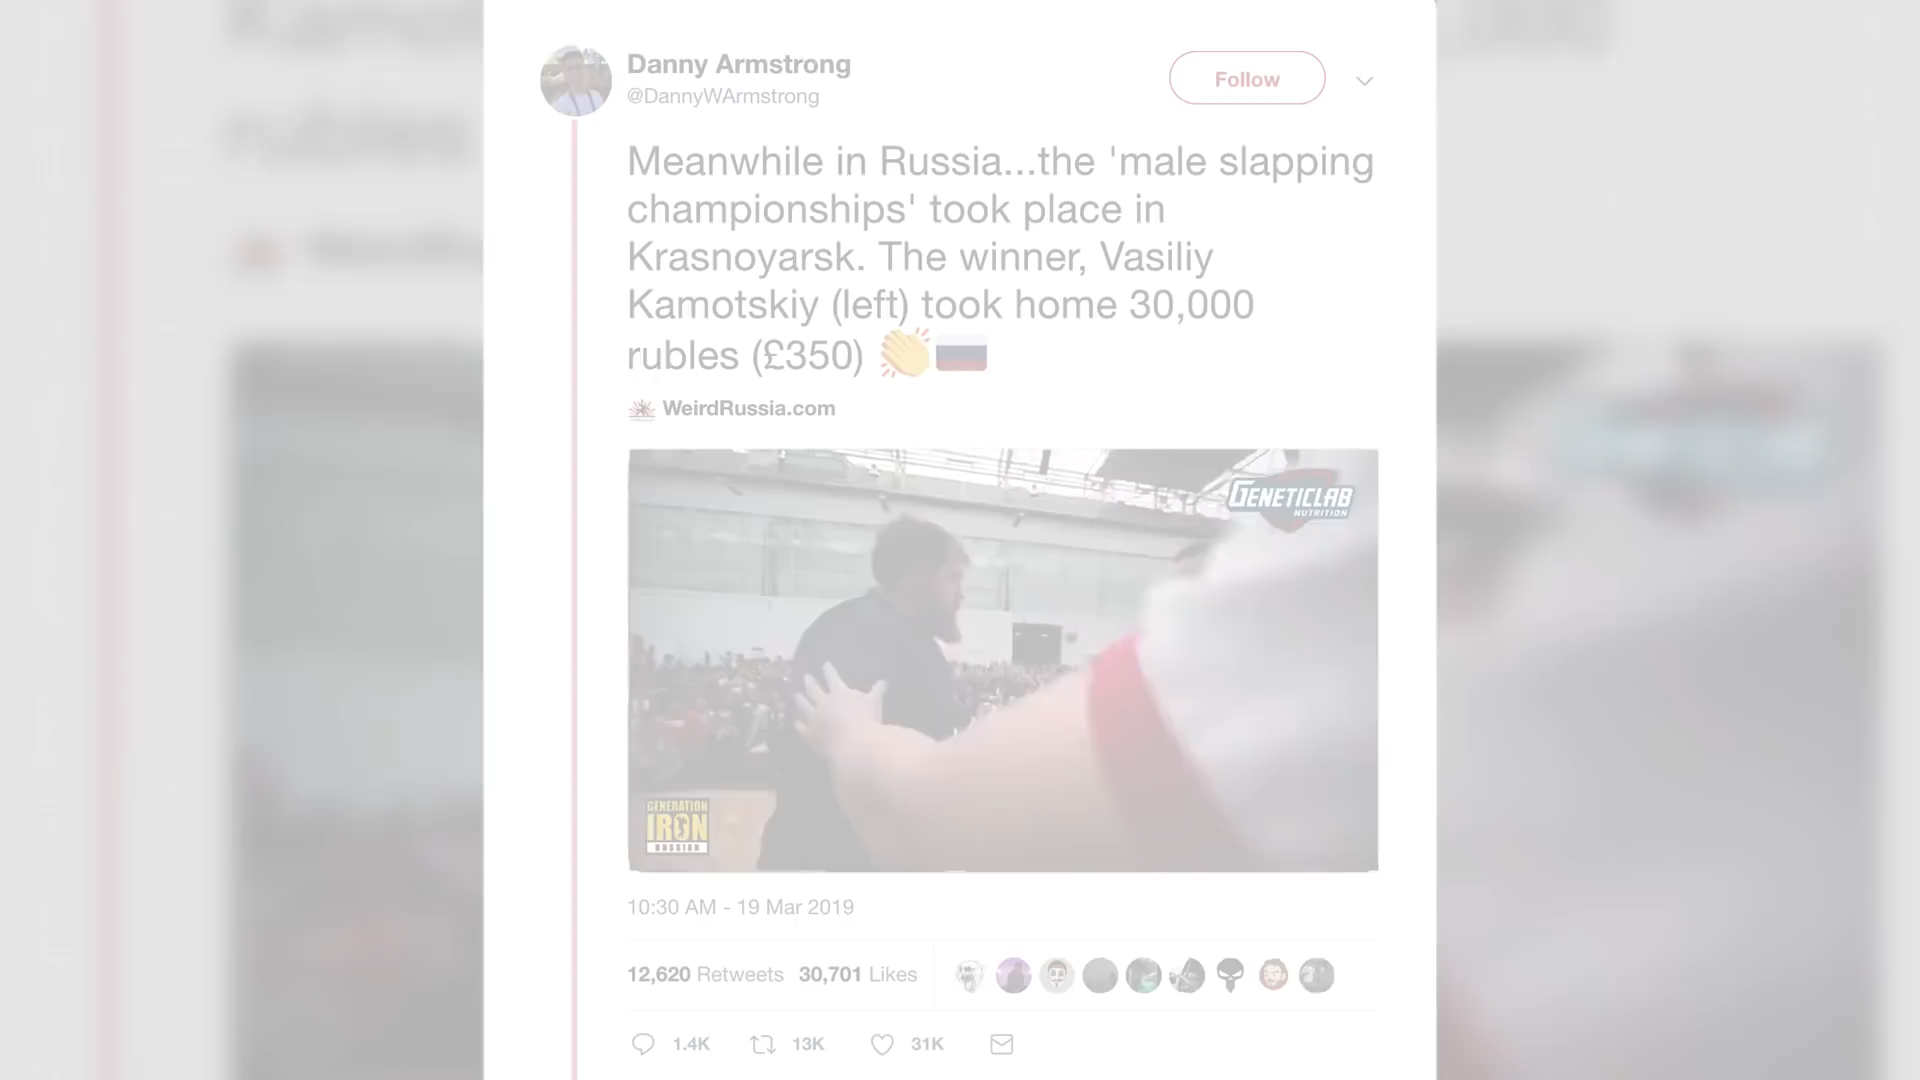 Danny Armstrong
@DannyWArmstrong
Follow
Meanwhile in Russia...the 'male slapping
championships' took place in
Krasnoyarsk. The winner, Vasiliy
Kamotskiy (left) took home 30,000
rubles (£350)
WeirdRussia.com
GENETICLAB
NUTRITION
GENERATION
IRON
RUSSIAN
10:30 AM - 19 Mar 2019
12,620 Retweets 30,701 Likes
1.4K 13K 31K